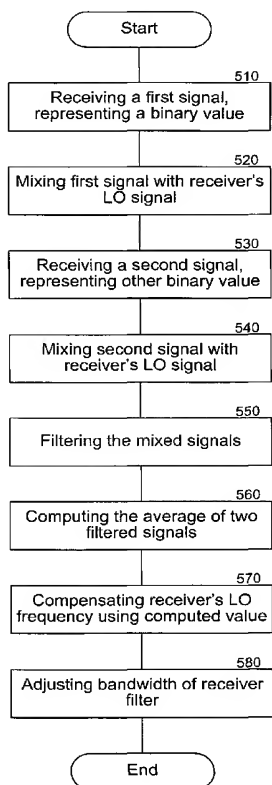 Start
510
Receiving a first signal,
representing a binary value
520
Mixing first signal with receiver's
LO signal
530
Receiving a second signal,
representing other binary value
540
Mixing second signal with
receiver's LO signal
550
Filtering the mixed signals
560
Computing the average of two
filtered signals
570
Compensating receiver's LO
frequency using computed value
580
Adjusting bandwidth of receiver
filter
End